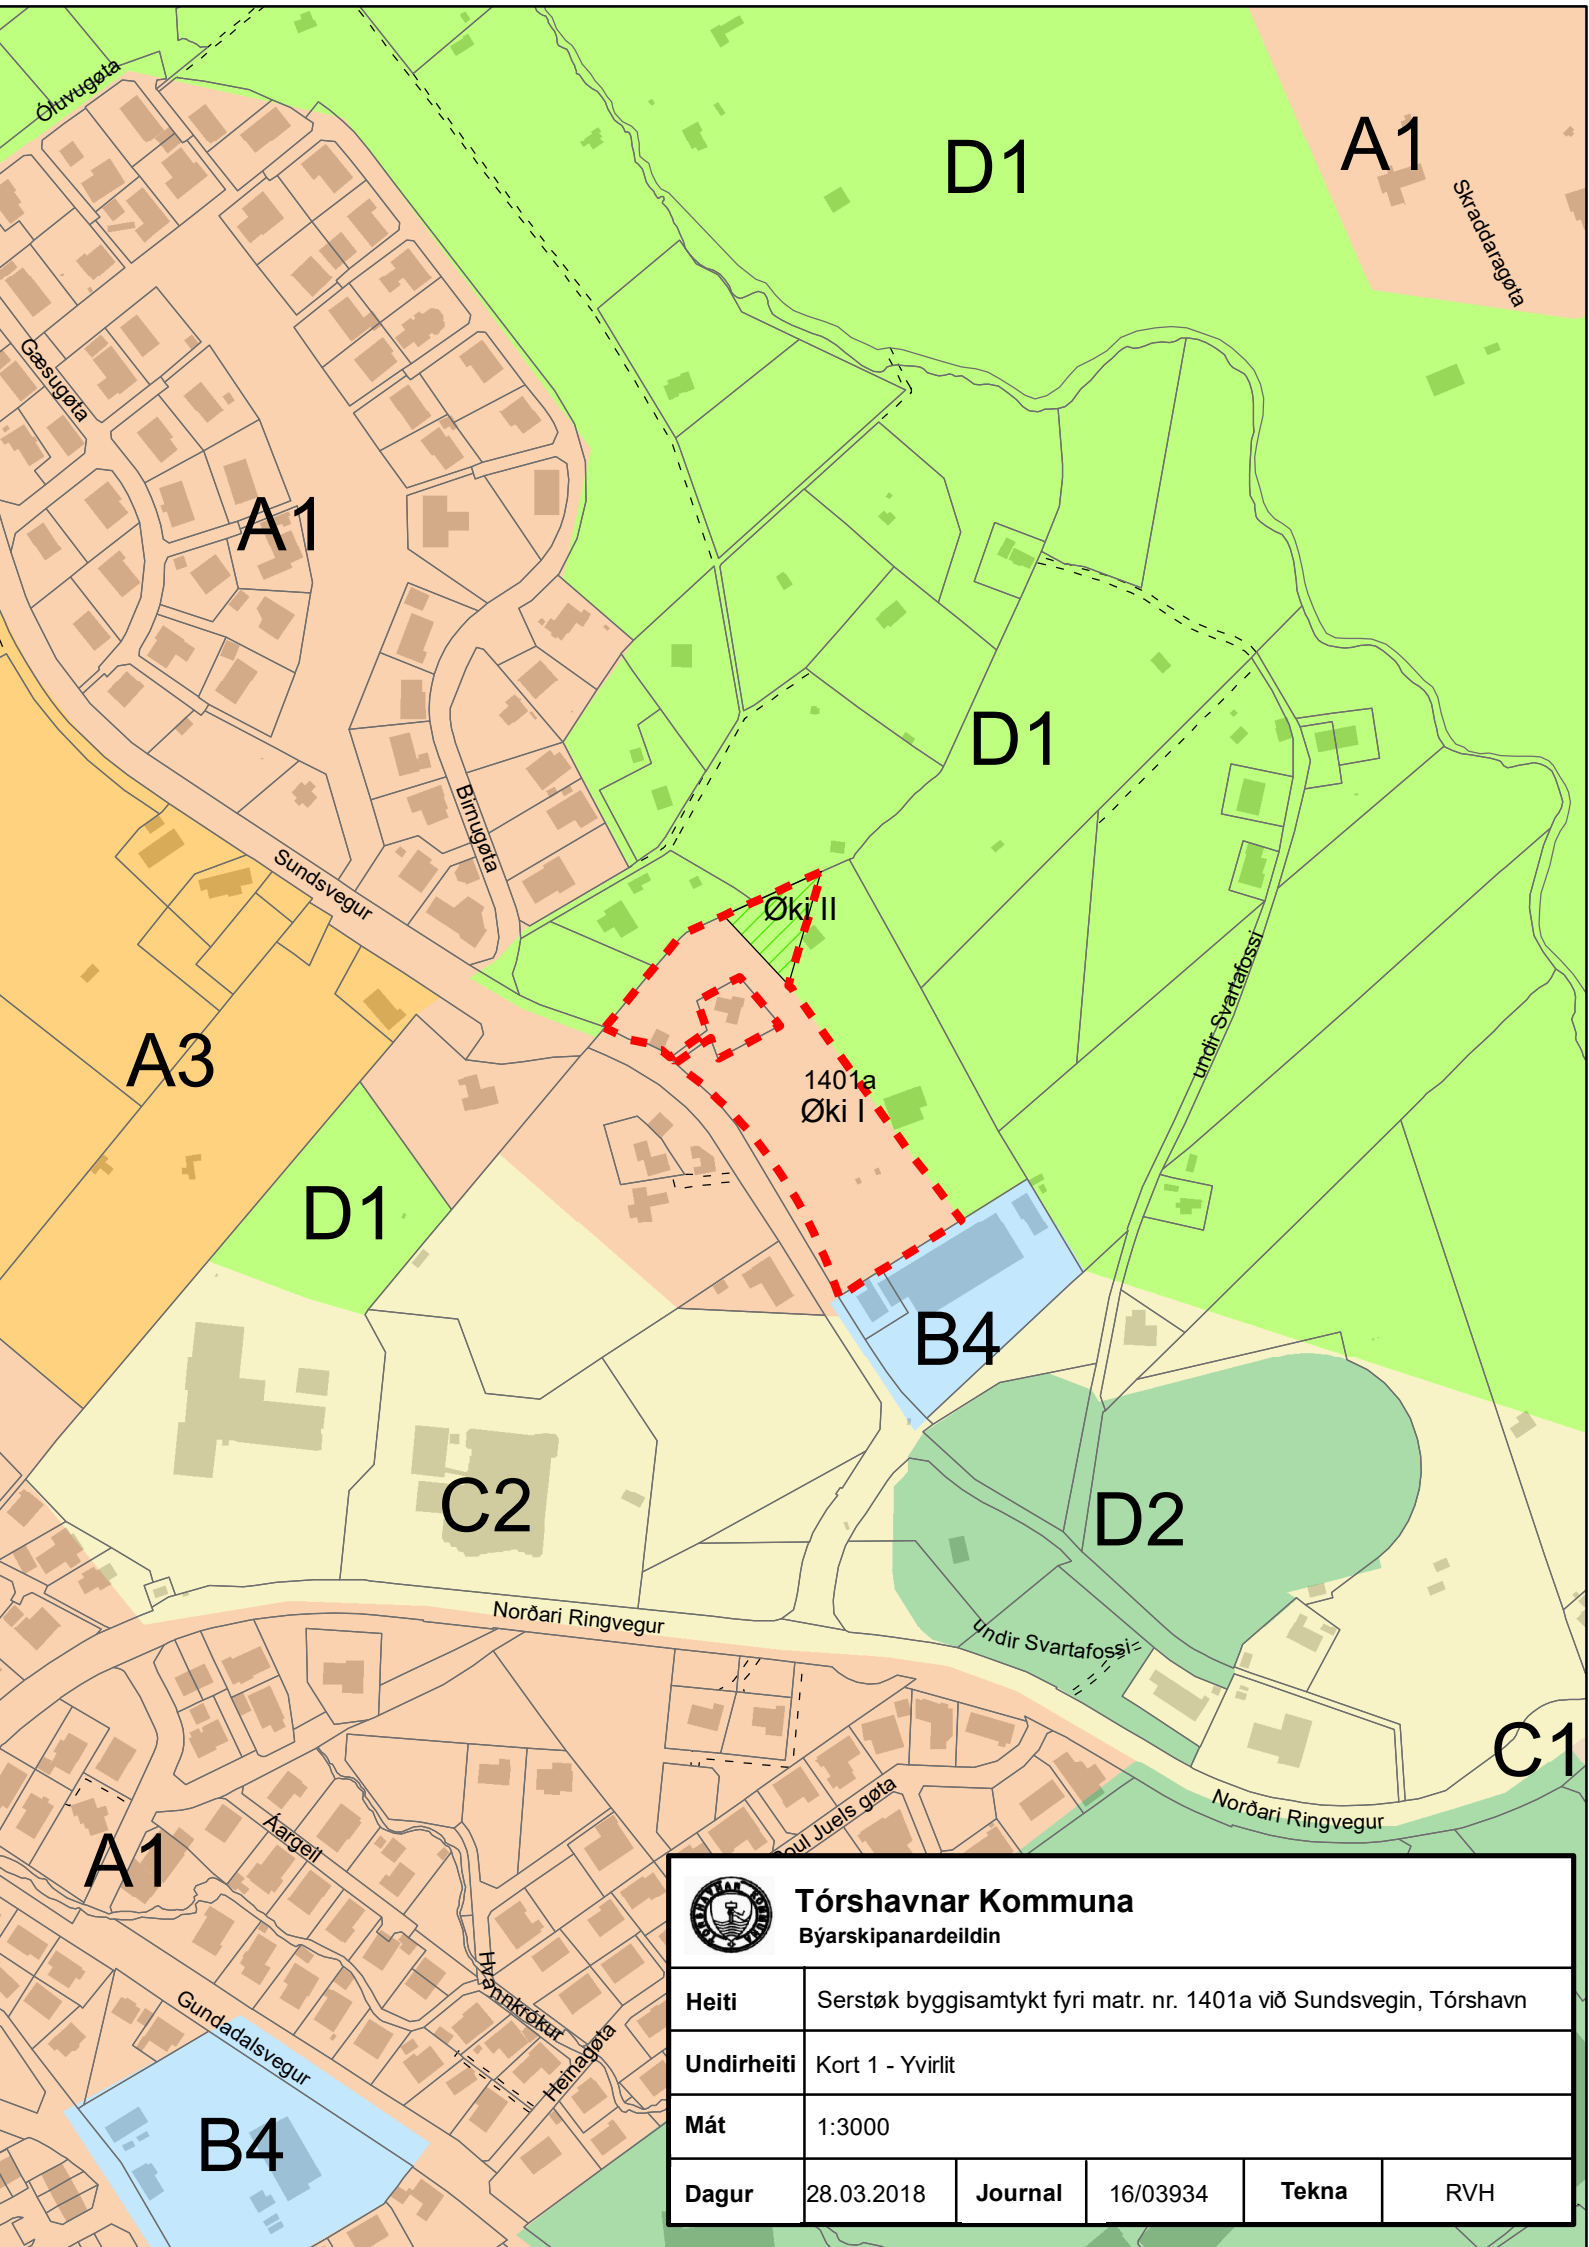 Óluvugøta
D1
A1
Skraddaragøta
Gæsugøta
A1
D1
Birnugøta
Sundsvegur
Øki II
undir Svartafossi
A3
1401a
Øki I
D1
B4
C2
D2
Norðari Ringvegur
undir Svartafossi
C1
Norðari Ringvegur
Poul Juels gøta
Áargeil
A1
Hvannkrókur
Gundadalsvegur
Heinagøta
B4
TÓRSHAVNAR KOMMUNA
Tórshavnar Kommuna
Býarskipanardeildin
Heiti Serstøk byggisamtykt fyri matr. nr. 1401a við Sundsvegin, Tórshavn
Undirheiti Kort 1 - Yvirlit
Mát 1:3000
Dagur 28.03.2018 Journal 16/03934 Tekna RVH